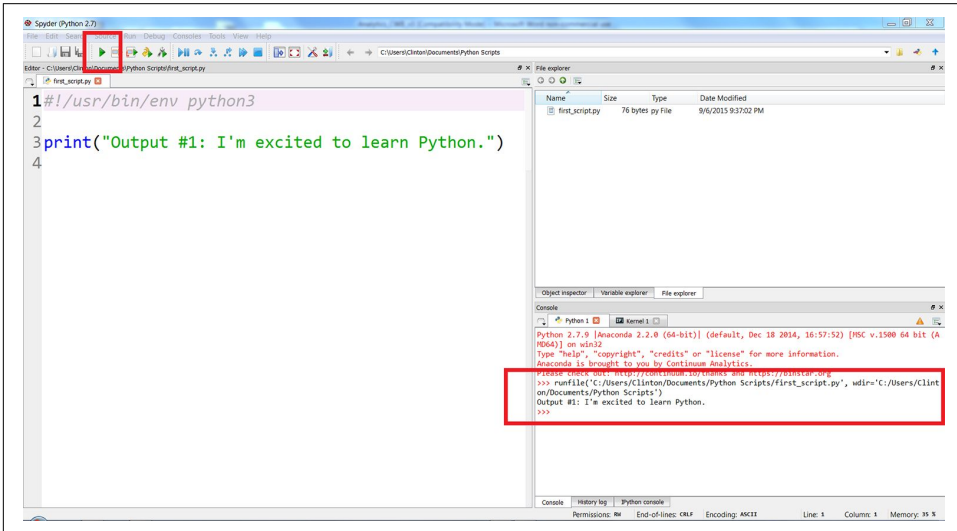 Spyder (Python 2.7)
File Edit Search Source Run Debug Consoles Tools View Help
C:\Users\Clinton\Documents\Python Scripts
Editor - C:\Users\Clinton\Documents\Python Scripts\first_script.py
first_script.py
1 #!/usr/bin/env python3
2
3 print("Output #1: I'm excited to learn Python.")
4
File explorer
Name Size Type Date Modified
first_script.py 76 bytes py File 9/6/2015 9:37:02 PM
Object inspector Variable explorer File explorer
Console
Python 1 Kernel 1
Python 2.7.9 |Anaconda 2.2.0 (64-bit)| (default, Dec 18 2014, 16:57:52) [MSC v.1500 64 bit (A
MD64)] on win32
Type "help", "copyright", "credits" or "license" for more information.
Anaconda is brought to you by Continuum Analytics.
Please check out: http://continuum.io/thanks and https://binstar.org
>>> runfile('C:/Users/Clinton/Documents/Python Scripts/first_script.py', wdir='C:/Users/Clint
on/Documents/Python Scripts')
Output #1: I'm excited to learn Python.
>>>
Console History log IPython console
Permissions: RW End-of-lines: CRLF Encoding: ASCII Line: 1 Column: 1 Memory: 35 %